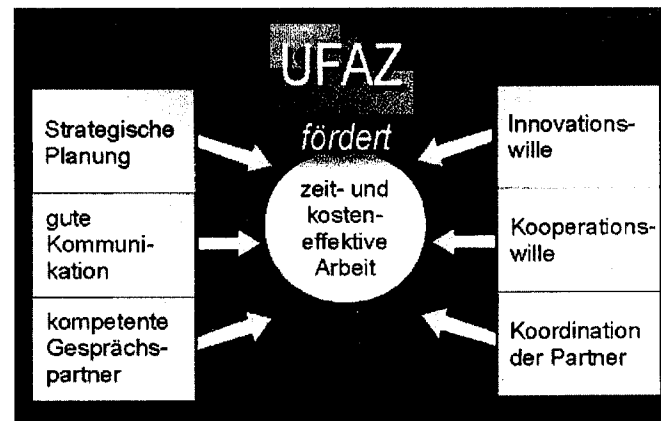 UFAZ
fördert
zeit- und
kosten-
effektive
Arbeit
Strategische
Planung
gute
Kommuni-
kation
kompetente
Gesprächs-
partner
Innovations-
wille
Kooperations-
wille
Koordination
der Partner